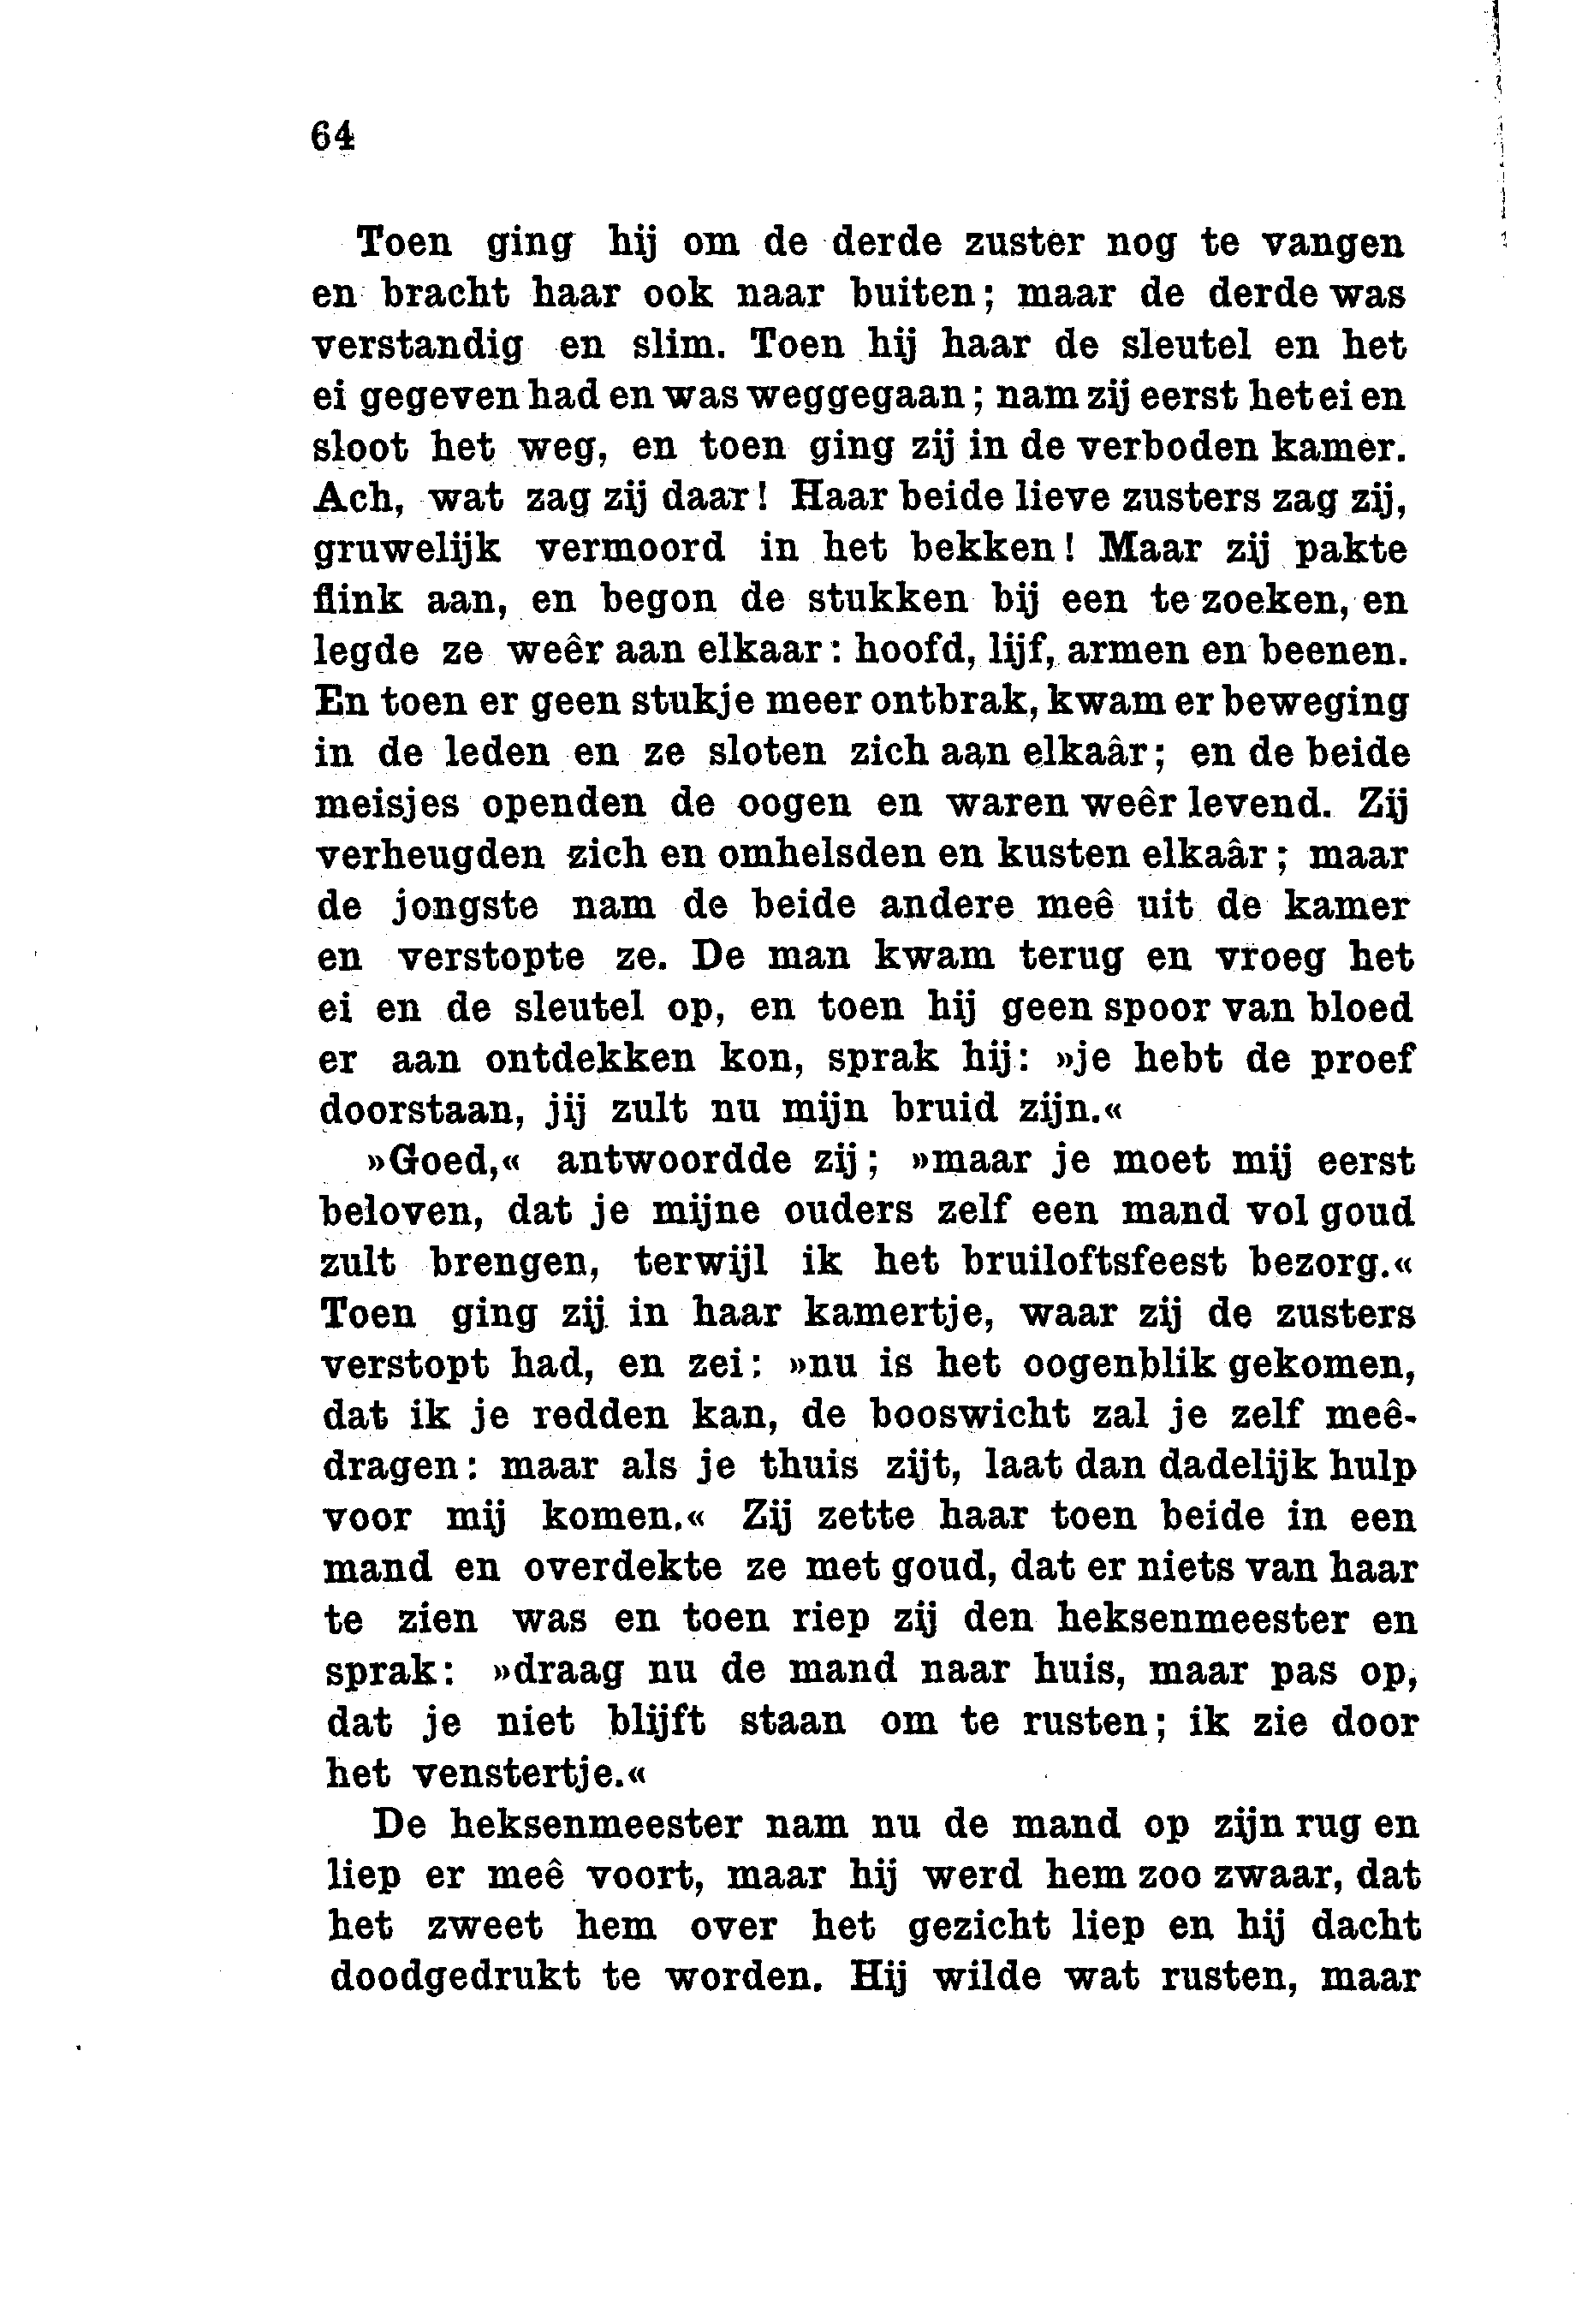 64
Toen ging hij om de derde zuster nog te vangen
en bracht haar ook naar buiten; maar de derde was
verstandig en slim. Toen hij haar de sleutel en het
ei gegeven had en was weggegaan; nam zij eerst het ei en
sloot het weg, en toen ging zij in de verboden kamer.
Ach, wat zag zij daar! Haar beide lieve zusters zag zij,
gruwelijk vermoord in het bekken! Maar zij pakte
flink aan, en begon de stukken bij een te zoeken, en
legde ze weêr aan elkaar: hoofd, lijf, armen en beenen.
En toen er geen stukje meer ontbrak, kwam er beweging
in de leden en ze sloten zich aan elkaâr; en de beide
meisjes openden de oogen en waren weêr levend. Zij
verheugden zich en omhelsden en kusten elkaâr; maar
de jongste nam de beide andere meê uit de kamer
en verstopte ze. De man kwam terug en vroeg het
ei en de sleutel op, en toen hij geen spoor van bloed
er aan ontdekken kon, sprak hij: »je hebt de proef
doorstaan, jij zult nu mijn bruid zijn.«
»Goed,« antwoordde zij; »maar je moet mij eerst
beloven, dat je mijne ouders zelf een mand vol goud
zult brengen, terwijl ik het bruiloftsfeest bezorg.«
Toen ging zij in haar kamertje, waar zij de zusters
verstopt had, en zei: »nu is het oogenblik gekomen,
dat ik je redden kan, de booswicht zal je zelf meê-
dragen: maar als je thuis zijt, laat dan dadelijk hulp
voor mij komen.« Zij zette haar toen beide in een
mand en overdekte ze met goud, dat er niets van haar
te zien was en toen riep zij den heksenmeester en
sprak: »draag nu de mand naar huis, maar pas op,
dat je niet blijft staan om te rusten; ik zie door
het venstertje.«
De heksenmeester nam nu de mand op zijn rug en
liep er meê voort, maar hij werd hem zoo zwaar, dat
het zweet hem over het gezicht liep en hij dacht
doodgedrukt te worden. Hij wilde wat rusten, maar